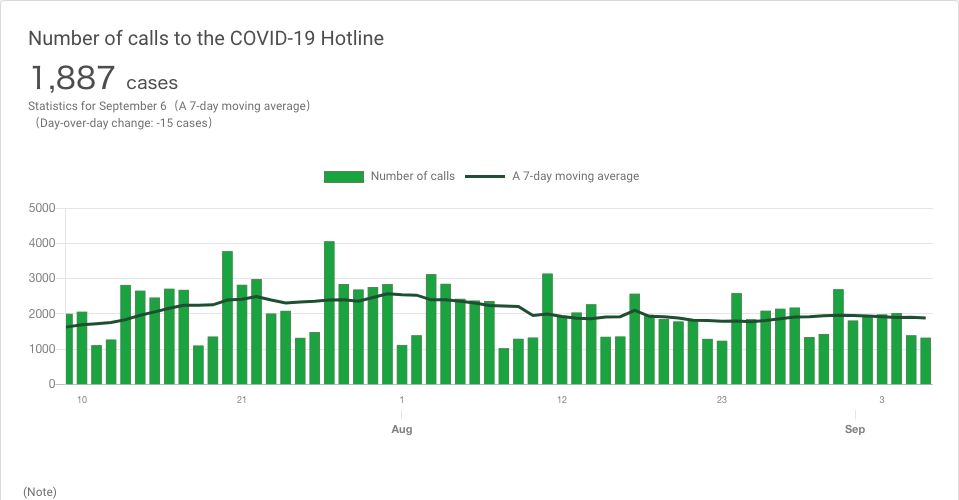 Number of calls to the COVID-19 Hotline
1,887 cases
Statistics for September 6（A 7-day moving average）
（Day-over-day change: -15 cases）
Number of calls A 7-day moving average
5000
4000
3000
2000
1000
0
10 21 1 12 23 3
Aug Sep
(Note)